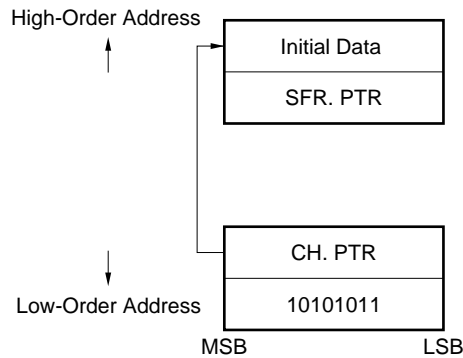 High-Order Address
Initial Data
SFR. PTR
CH. PTR
Low-Order Address
10101011
MSB
LSB